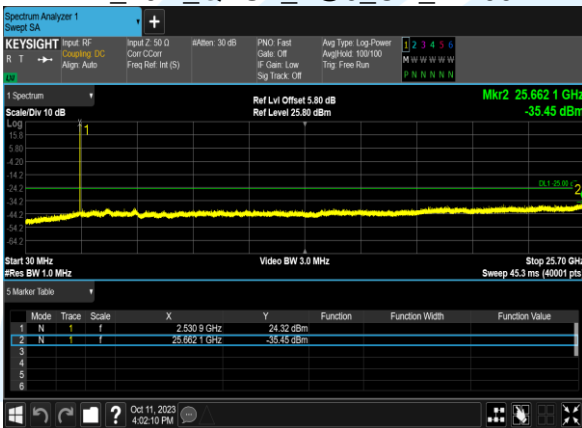 Spectrum Analyzer 1
Swept SA
+
KEYSIGHT Input: RF Input Z: 50 Ω #Atten: 30 dB PNO: Fast Avg Type: Log-Power 1 2 3 4 5 6
R T Coupling: DC Corr CCorr Gate: Off Avg|Hold: 100/100 M W W W W W
Align: Auto Freq Ref: Int (S) IF Gain: Low Trig: Free Run
LW Sig Track: Off P N N N N N
1 Spectrum Ref Lvl Offset 5.80 dB Mkr2 25.662 1 GHz
Scale/Div 10 dB Ref Level 25.80 dBm -35.45 dBm
Log
15.8 1
5.80
-4.20
-14.2
-24.2 DL1 -25.00 2
-34.2
-44.2
-54.2
-64.2
Start 30 MHz Video BW 3.0 MHz Stop 25.70 GHz
#Res BW 1.0 MHz Sweep 45.3 ms (40001 pts
5 Marker Table
Mode Trace Scale X Y Function Function Width Function Value
1 N 1 f 2.530 9 GHz 24.32 dBm
2 N 1 f 25.662 1 GHz -35.45 dBm
3
4
5
6
? Oct 11, 2023
4:02:10 PM